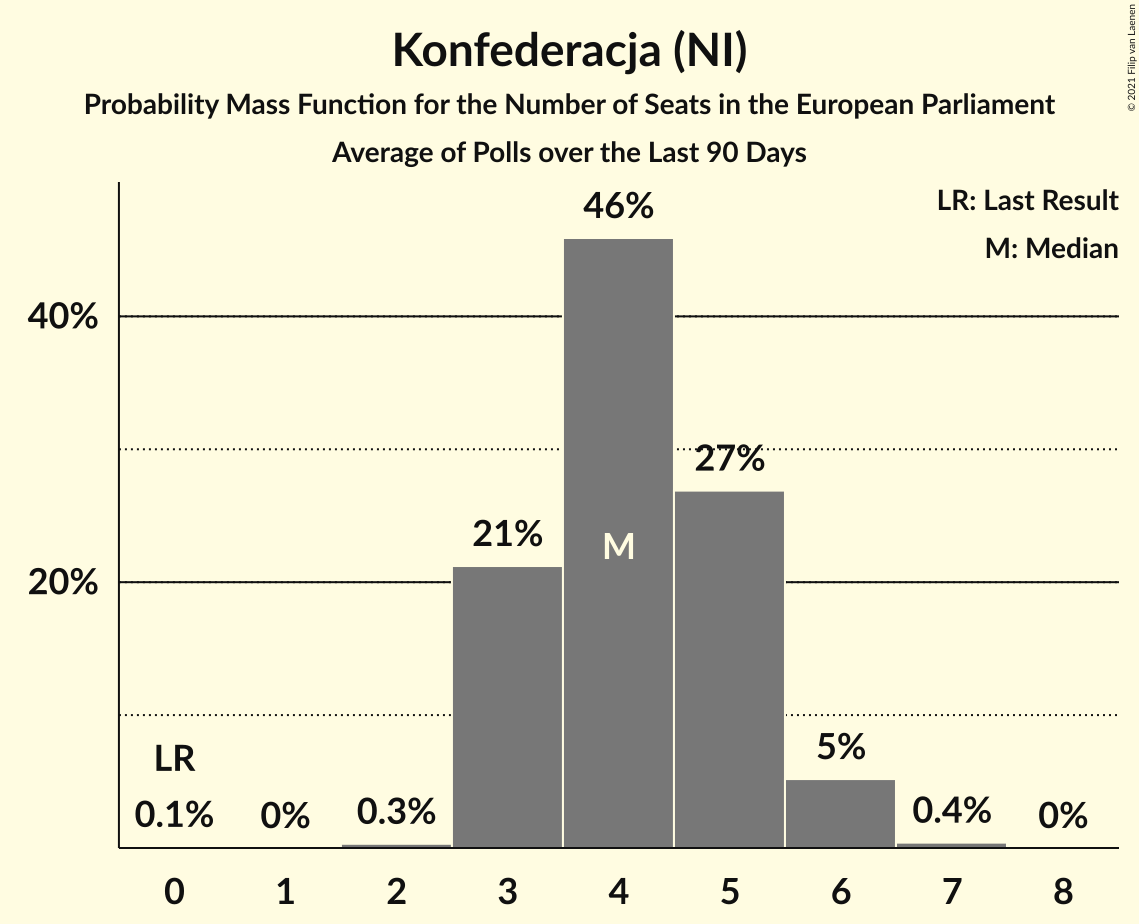 Konfederacja (NI)
Probability Mass Function for the Number of Seats in the European Parliament
Average of Polls over the Last 90 Days
© 2021 Filip van Laenen
LR: Last Result
M: Median
46%
40%
27%
21%
M
20%
LR
5%
0.1%
0%
0.3%
0.4%
0%
0 1 2 3 4 5 6 7 8